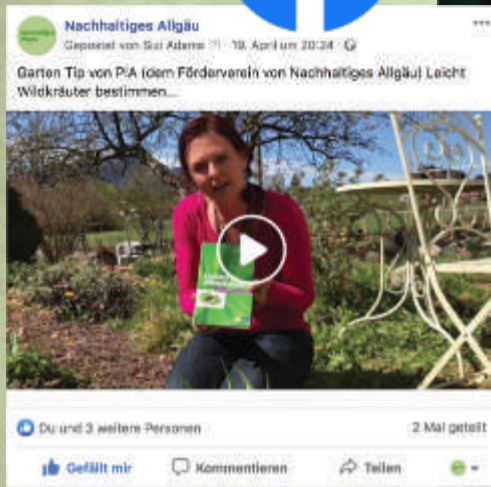 Nachhaltiges Allgäu
Gepostet von Sisi Adams · 19. April um 20:24 ·
Garten Tip von PIA (dem Förderverein von Nachhaltiges Allgäu) Leicht
Wildkräuter bestimmen...
Du und 3 weitere Personen
2 Mal geteilt
Gefällt mir
Kommentieren
Teilen